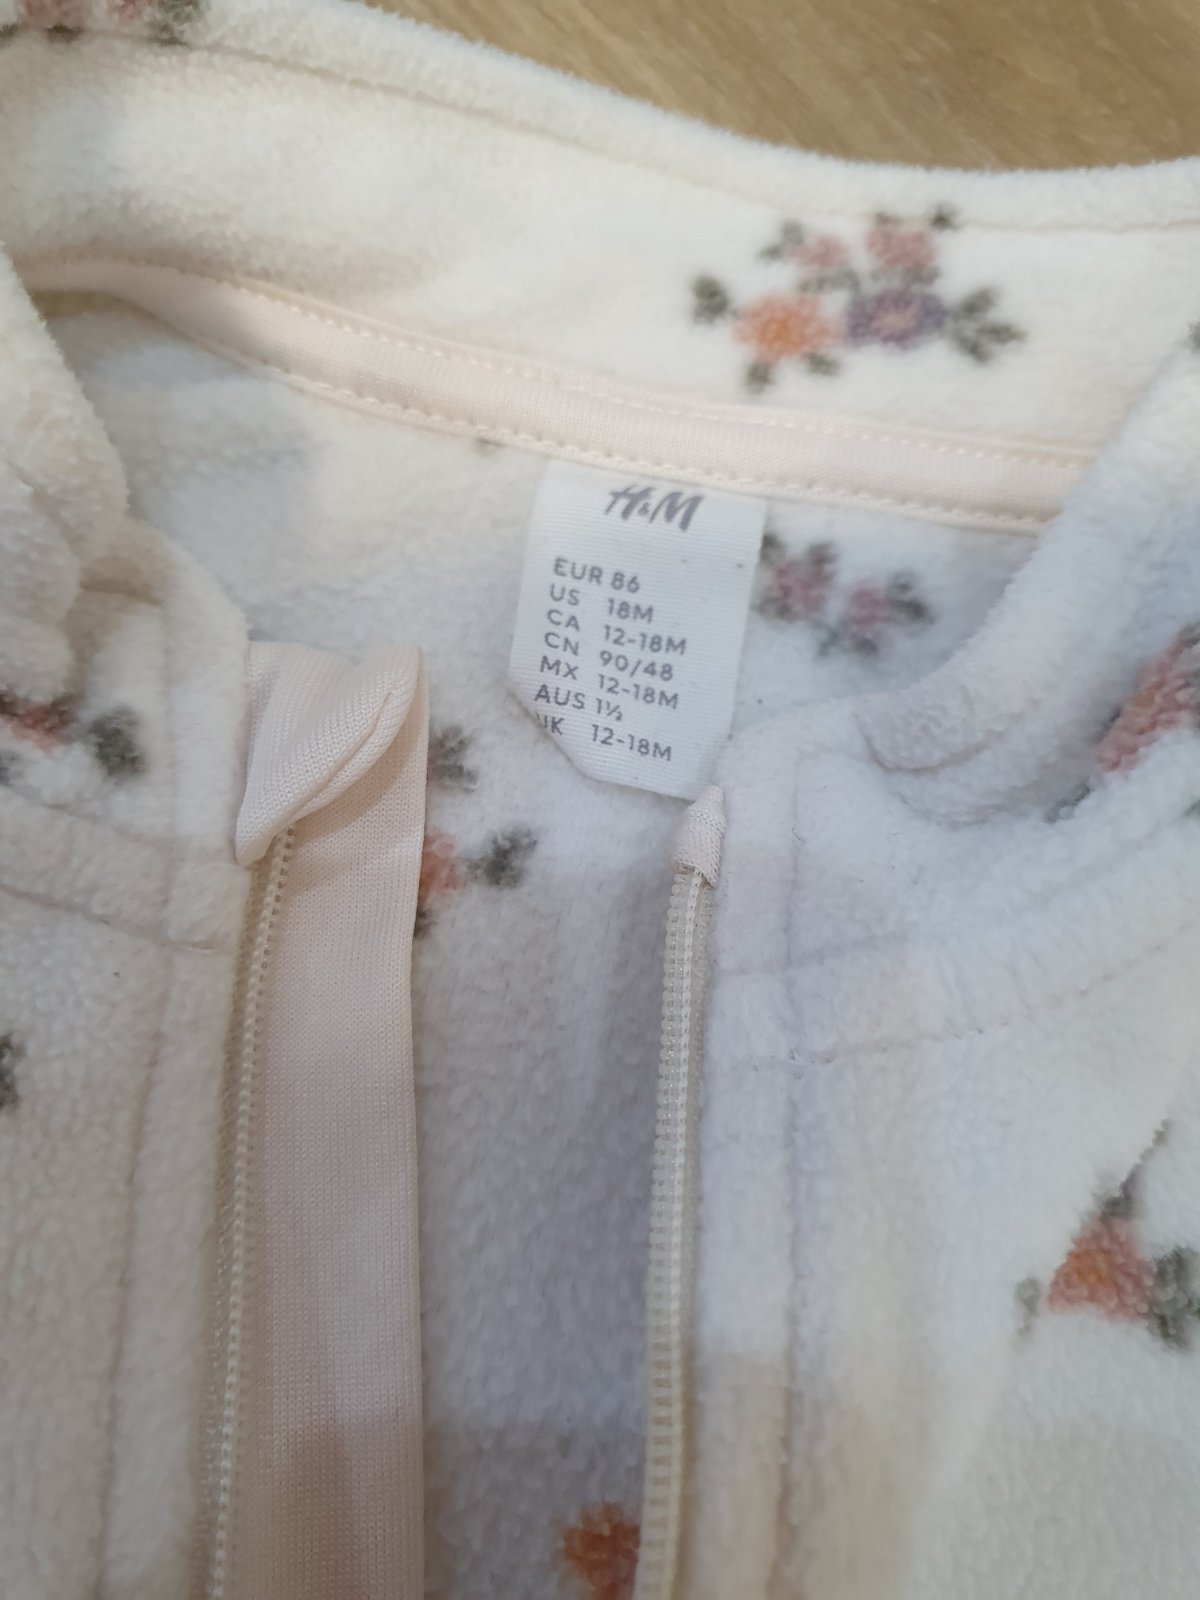 H&M
EUR 86
US 18M
CA 12-18M
CN 90/48
MX 12-18M
AUS 1½
UK 12-18M